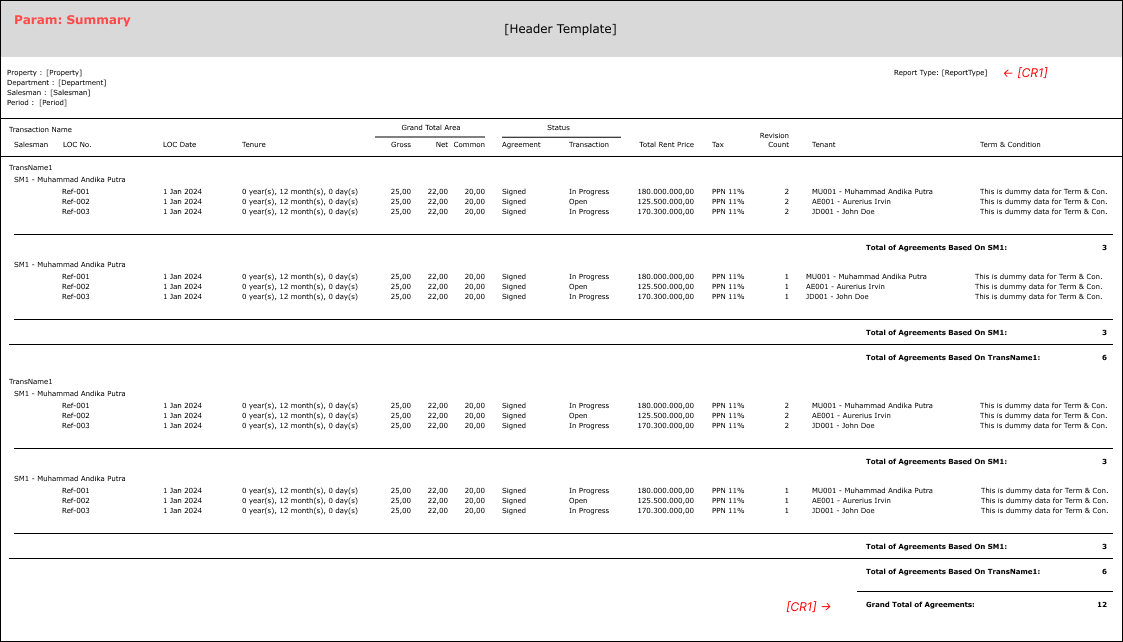 Param: Summary
[Header Template]
Property : [Property]
Report Type: [ReportType] ← [CR1]
Department : [Department]
Salesman : [Salesman]
Period : [Period]
Transaction Name Grand Total Area Status
Revision
Salesman LOC No. LOC Date Tenure Gross Net Common Agreement Transaction Total Rent Price Tax Count Tenant Term & Condition
TransName1
SM1 - Muhammad Andika Putra
Ref-001 1 Jan 2024 0 year(s), 12 month(s), 0 day(s) 25,00 22,00 20,00 Signed In Progress 180.000.000,00 PPN 11% 2 MU001 - Muhammad Andika Putra This is dummy data for Term & Con.
Ref-002 1 Jan 2024 0 year(s), 12 month(s), 0 day(s) 25,00 22,00 20,00 Signed Open 125.500.000,00 PPN 11% 2 AE001 - Aurerius Irvin This is dummy data for Term & Con.
Ref-003 1 Jan 2024 0 year(s), 12 month(s), 0 day(s) 25,00 22,00 20,00 Signed In Progress 170.300.000,00 PPN 11% 2 JD001 - John Doe This is dummy data for Term & Con.
Total of Agreements Based On SM1: 3
SM1 - Muhammad Andika Putra
Ref-001 1 Jan 2024 0 year(s), 12 month(s), 0 day(s) 25,00 22,00 20,00 Signed In Progress 180.000.000,00 PPN 11% 1 MU001 - Muhammad Andika Putra This is dummy data for Term & Con.
Ref-002 1 Jan 2024 0 year(s), 12 month(s), 0 day(s) 25,00 22,00 20,00 Signed Open 125.500.000,00 PPN 11% 1 AE001 - Aurerius Irvin This is dummy data for Term & Con.
Ref-003 1 Jan 2024 0 year(s), 12 month(s), 0 day(s) 25,00 22,00 20,00 Signed In Progress 170.300.000,00 PPN 11% 1 JD001 - John Doe This is dummy data for Term & Con.
Total of Agreements Based On SM1: 3
Total of Agreements Based On TransName1: 6
TransName1
SM1 - Muhammad Andika Putra
Ref-001 1 Jan 2024 0 year(s), 12 month(s), 0 day(s) 25,00 22,00 20,00 Signed In Progress 180.000.000,00 PPN 11% 2 MU001 - Muhammad Andika Putra This is dummy data for Term & Con.
Ref-002 1 Jan 2024 0 year(s), 12 month(s), 0 day(s) 25,00 22,00 20,00 Signed Open 125.500.000,00 PPN 11% 2 AE001 - Aurerius Irvin This is dummy data for Term & Con.
Ref-003 1 Jan 2024 0 year(s), 12 month(s), 0 day(s) 25,00 22,00 20,00 Signed In Progress 170.300.000,00 PPN 11% 2 JD001 - John Doe This is dummy data for Term & Con.
Total of Agreements Based On SM1: 3
SM1 - Muhammad Andika Putra
Ref-001 1 Jan 2024 0 year(s), 12 month(s), 0 day(s) 25,00 22,00 20,00 Signed In Progress 180.000.000,00 PPN 11% 1 MU001 - Muhammad Andika Putra This is dummy data for Term & Con.
Ref-002 1 Jan 2024 0 year(s), 12 month(s), 0 day(s) 25,00 22,00 20,00 Signed Open 125.500.000,00 PPN 11% 1 AE001 - Aurerius Irvin This is dummy data for Term & Con.
Ref-003 1 Jan 2024 0 year(s), 12 month(s), 0 day(s) 25,00 22,00 20,00 Signed In Progress 170.300.000,00 PPN 11% 1 JD001 - John Doe This is dummy data for Term & Con.
Total of Agreements Based On SM1: 3
Total of Agreements Based On TransName1: 6
[CR1] → Grand Total of Agreements: 12